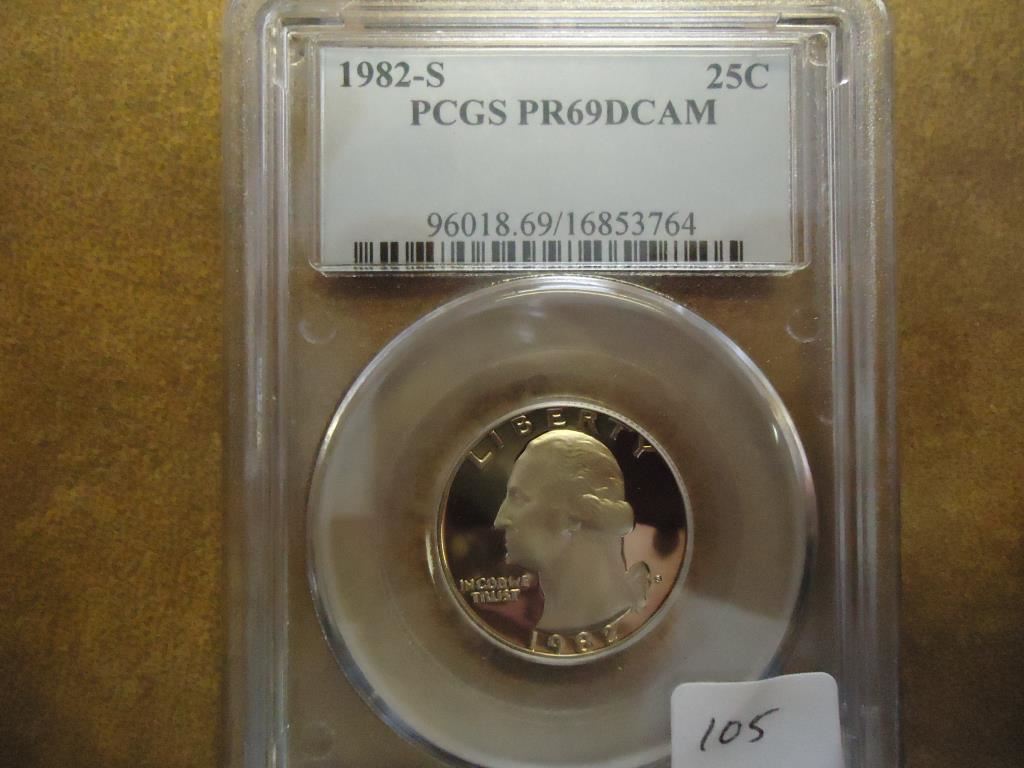 1982-S 25C
PCGS PR69DCAM
96018.69/16853764
LIBERTY
IN GOD WE
TRUST
S
1982
105